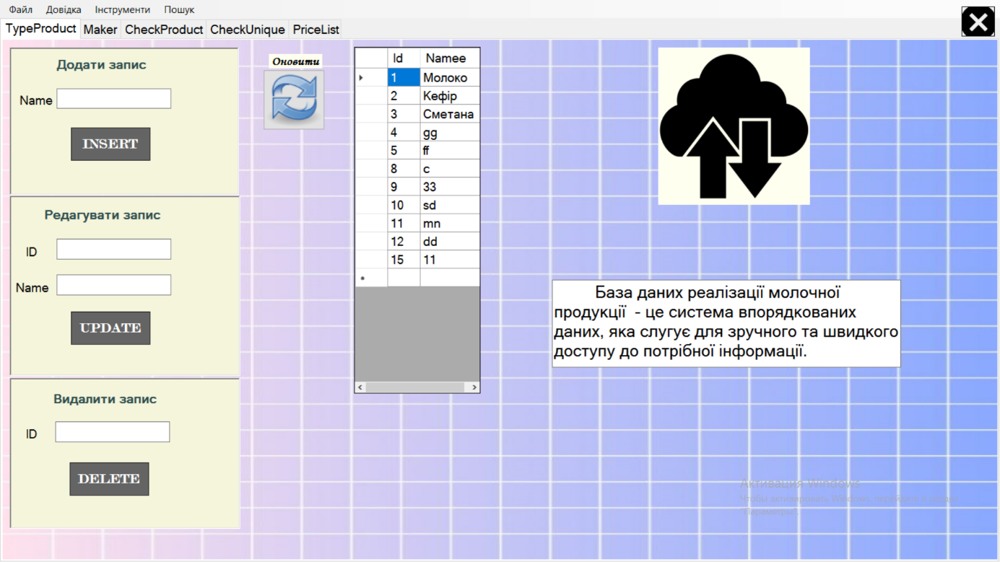 Файл Довідка Інструменти Пошук
TypeProduct Maker CheckProduct CheckUnique PriceList
Додати запис
Name
INSERT
Редагувати запис
ID
Name
UPDATE
Видалити запис
ID
DELETE
Оновити
Id Namee
1 Молоко
2 Кефір
3 Сметана
4 gg
5 ff
8 c
9 33
10 sd
11 mn
12 dd
15 11
База даних реалізації молочної
продукції - це система впорядкованих
даних, яка слугує для зручного та швидкого
доступу до потрібної інформації.
Активация Windows
Чтобы активировать Windows, перейдите в раздел
"Параметры".